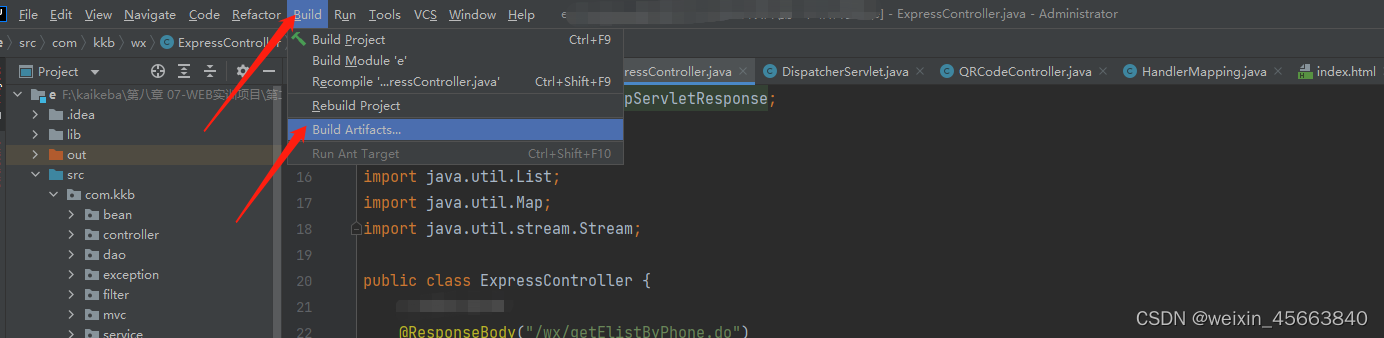 File Edit View Navigate Code Refactor Build Run Tools VCS Window Help - ExpressController.java - Administrator
src com kkb wx ExpressController
Build Project Ctrl+F9
Build Module 'e'
Recompile '...ressController.java' Ctrl+Shift+F9
Rebuild Project
Build Artifacts...
Run Ant Target Ctrl+Shift+F10
Project
ressController.java DispatcherServlet.java QRCodeController.java HandlerMapping.java index.html
e F:\kaikeba\第八章 07-WEB实训项目\第
.idea
lib
out
src
com.kkb
bean
controller
dao
exception
filter
mvc
service
pServletResponse;
16 import java.util.List;
17 import java.util.Map;
18 import java.util.stream.Stream;
19
20 public class ExpressController {
21
22 @ResponseBody("/wx/getElistByPhone.do")
CSDN @weixin_45663840